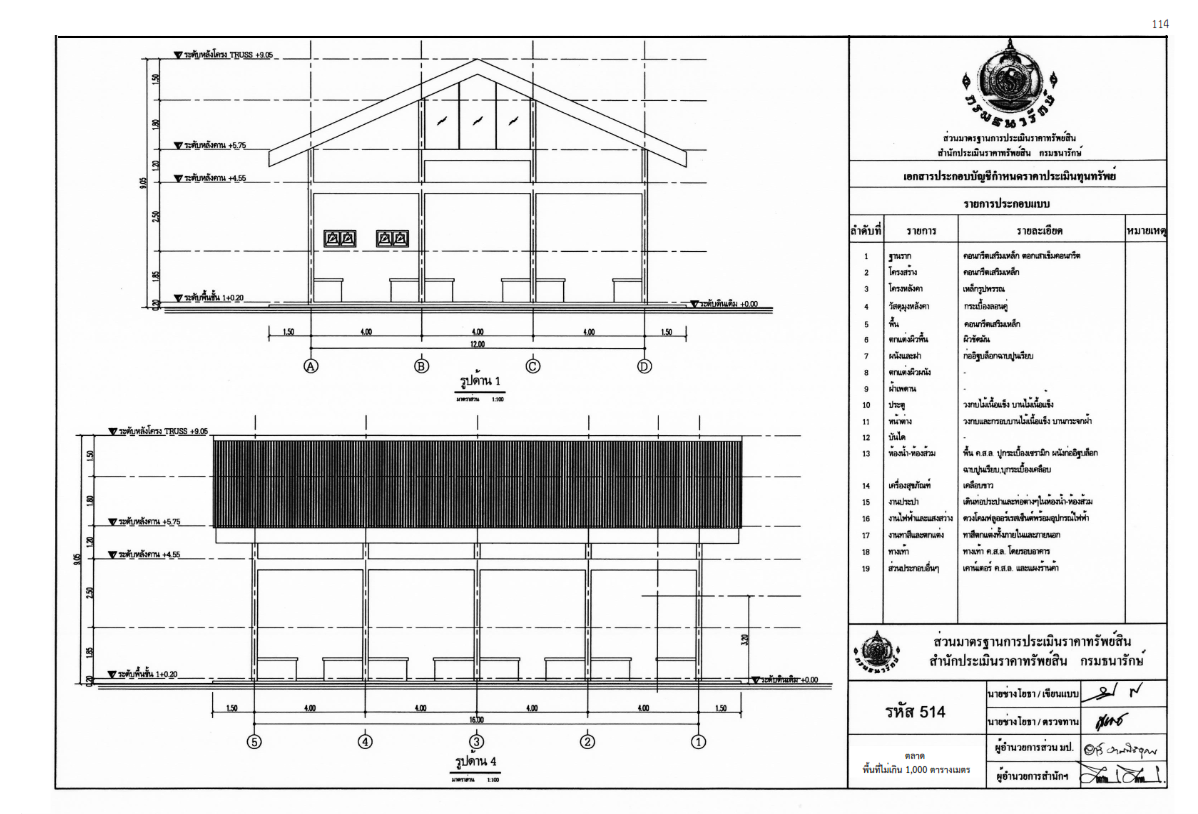 114
ระดับหลังโครง TRUSS +9.05
ระดับหลังคาน +5.75
ระดับหลังคาน +4.55
ระดับพื้นชั้น 1+0.20
ระดับดินเดิม +0.00
1.50
1.80
1.20
2.50
1.85
0.20
9.05
1.50 4.00 4.00 4.00 1.50
12.00
A B C D
รูปด้าน 1
มาตราส่วน 1:100
ระดับหลังโครง TRUSS +9.05
ระดับหลังคาน +5.75
ระดับหลังคาน +4.55
ระดับพื้นชั้น 1+0.20
ระดับดินเดิม +0.00
1.50
1.80
1.20
2.50
1.85
0.20
9.05
3.20
1.50 4.00 4.00 4.00 4.00 1.50
16.00
5 4 3 2 1
รูปด้าน 4
มาตราส่วน 1:100
กรมธนารักษ์
ส่วนมาตรฐานการประเมินราคาทรัพย์สิน
สำนักประเมินราคาทรัพย์สิน กรมธนารักษ์
เอกสารประกอบบัญชีกำหนดราคาประเมินทุนทรัพย์
รายการประกอบแบบ
ลำดับที่ รายการ รายละเอียด หมายเหตุ
1 ฐานราก คอนกรีตเสริมเหล็ก ตอกเสาเข็มคอนกรีต
2 โครงสร้าง คอนกรีตเสริมเหล็ก
3 โครงหลังคา เหล็กรูปพรรณ
4 วัสดุมุงหลังคา กระเบื้องลอนคู่
5 พื้น คอนกรีตเสริมเหล็ก
6 ตกแต่งผิวพื้น ผิวขัดมัน
7 ผนังและฝา ก่ออิฐบล็อกฉาบปูนเรียบ
8 ตกแต่งผิวผนัง -
9 ฝ้าเพดาน -
10 ประตู วงกบไม้เนื้อแข็ง บานไม้เนื้อแข็ง
11 หน้าต่าง วงกบและกรอบบานไม้เนื้อแข็ง บานกระจกฝ้า
12 บันได -
13 ห้องน้ำ-ห้องส้วม พื้น ค.ส.ล. ปูกระเบื้องเซรามิก ผนังก่ออิฐบล็อก
ฉาบปูนเรียบ,บุกระเบื้องเคลือบ
14 เครื่องสุขภัณฑ์ เคลือบขาว
15 งานประปา เดินท่อประปาและท่อต่างๆในห้องน้ำ-ห้องส้วม
16 งานไฟฟ้าและแสงสว่าง ดวงโคมฟลูออร์เรสเซ็นต์พร้อมอุปกรณ์ไฟฟ้า
17 งานทาสีและตกแต่ง ทาสีตกแต่งทั้งภายในและภายนอก
18 ทางเท้า ทางเท้า ค.ส.ล. โดยรอบอาคาร
19 ส่วนประกอบอื่นๆ เคาน์เตอร์ ค.ส.ล. และแผงร้านค้า
กรมธนารักษ์
ส่วนมาตรฐานการประเมินราคาทรัพย์สิน
สำนักประเมินราคาทรัพย์สิน กรมธนารักษ์
รหัส 514
นายช่างโยธา / เขียนแบบ
นายช่างโยธา / ตรวจทาน
ตลาด
พื้นที่ไม่เกิน 1,000 ตารางเมตร
ผู้อำนวยการส่วน มป.
ผู้อำนวยการสำนักฯ